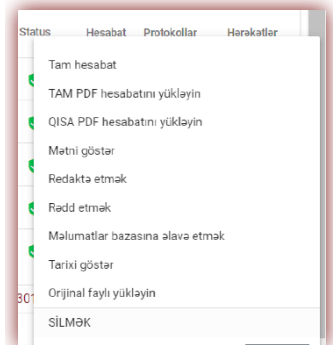 Status Hesabat Protokollar Hərəkətlər
Tam hesabat
TAM PDF hesabatını yükləyin
QISA PDF hesabatını yükləyin
Mətni göstər
Redaktə etmək
Rədd etmək
Məlumatlar bazasına əlavə etmək
Tarixi göstər
Orijinal faylı yükləyin
301
SİLMƏK